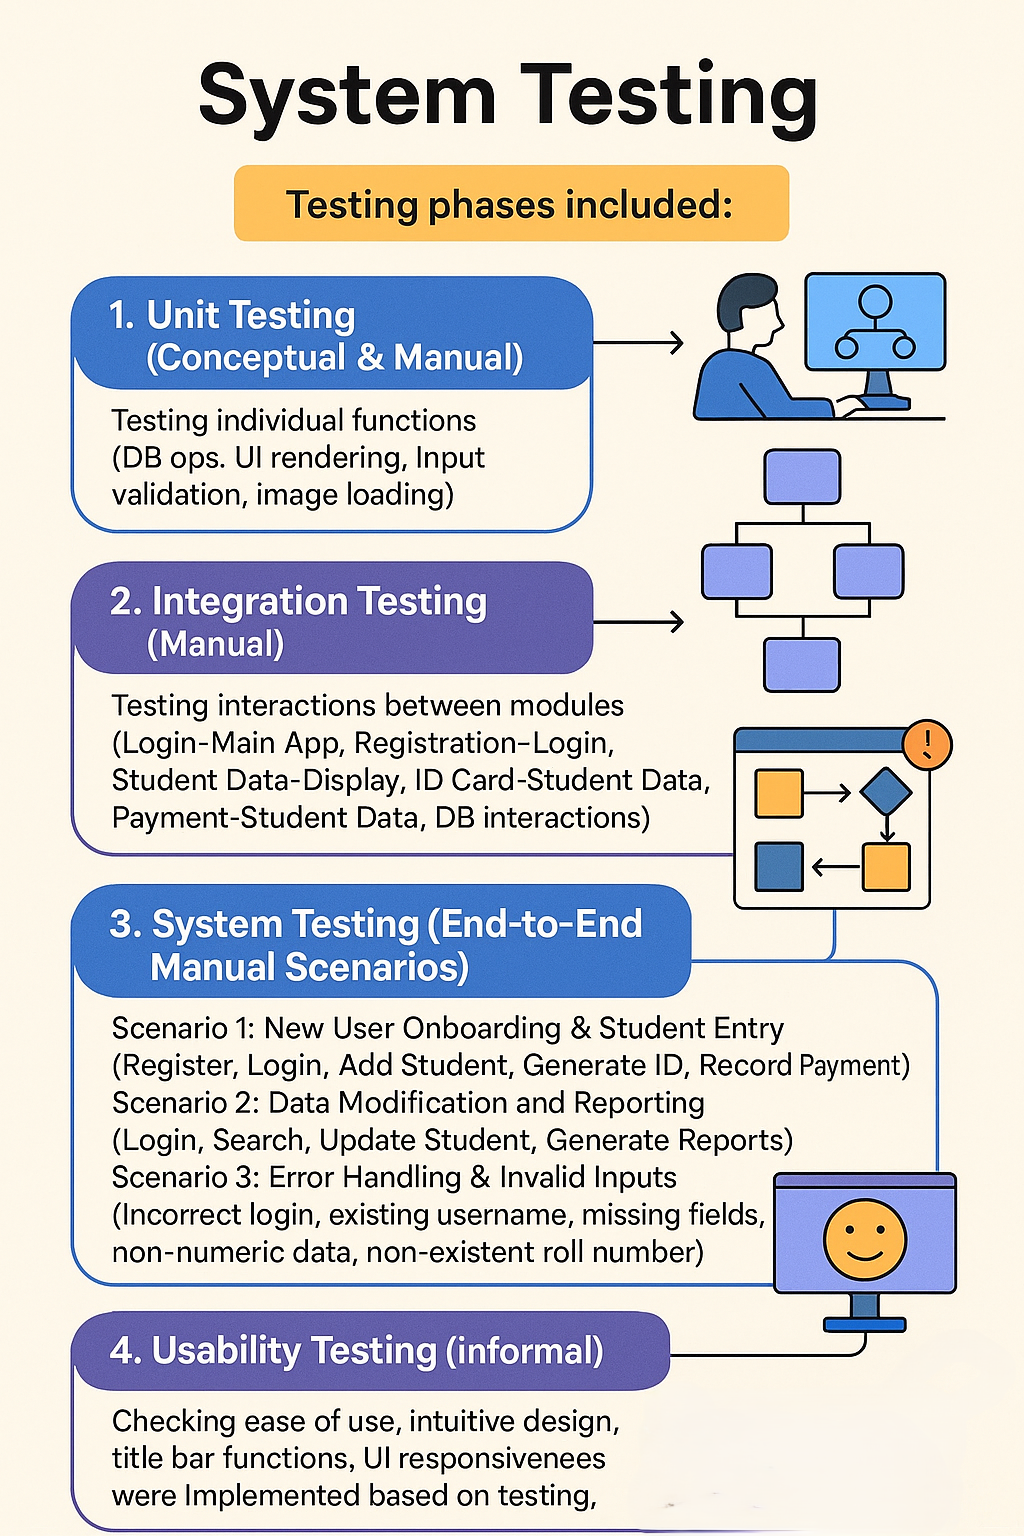 System Testing
Testing phases included:
1. Unit Testing
(Conceptual & Manual)
Testing individual functions
(DB ops. UI rendering, Input
validation, image loading)
2. Integration Testing
(Manual)
Testing interactions between modules
(Login-Main App, Registration–Login,
Student Data-Display, ID Card-Student Data,
Payment-Student Data, DB interactions)
3. System Testing (End-to-End
Manual Scenarios)
Scenario 1: New User Onboarding & Student Entry
(Register, Login, Add Student, Generate ID, Record Payment)
Scenario 2: Data Modification and Reporting
(Login, Search, Update Student, Generate Reports)
Scenario 3: Error Handling & Invalid Inputs
(Incorrect login, existing username, missing fields,
non-numeric data, non-existent roll number)
4. Usability Testing (informal)
Checking ease of use, intuitive design,
title bar functions, UI responsivenees
were Implemented based on testing,